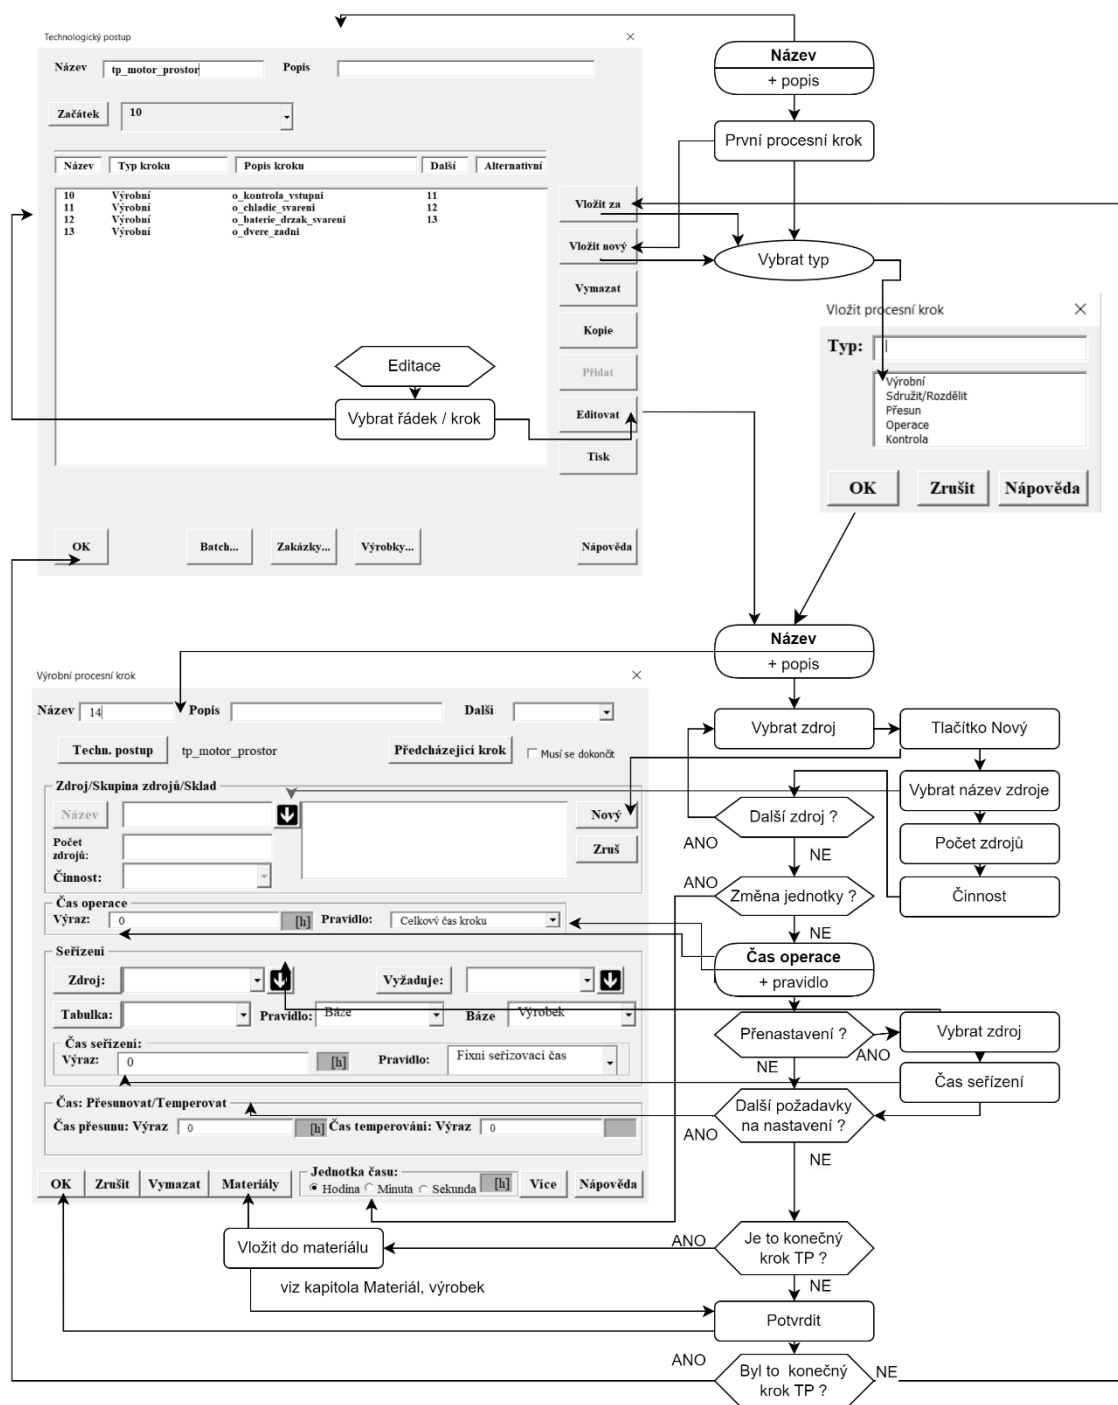 Technologický postup
Název tp_motor_prostor Popis
Začátek 10
Název Typ kroku Popis kroku Další Alternativní
10 Výrobní o_kontrola_vstupni 11
11 Výrobní o_chladic_svareni 12
12 Výrobní o_baterie_drzak_svareni 13
13 Výrobní o_dvere_zadni
Vložit za
Vložit nový
Vymazat
Kopie
Přidat
Editovat
Tisk
Editace
Vybrat řádek / krok
OK Batch... Zakázky... Výrobky... Nápověda
Název
+ popis
První procesní krok
Vybrat typ
Vložit procesní krok
Typ:
Výrobní
Sdružit/Rozdělit
Přesun
Operace
Kontrola
OK Zrušit Nápověda
Název
+ popis
Výrobní procesní krok
Název 14 Popis Další
Techn. postup tp_motor_prostor Předcházející krok Musí se dokončit
Zdroj/Skupina zdrojů/Sklad
Název Nový
Počet
zdrojů:
Zruš
Činnost:
Čas operace
Výraz: 0 [h] Pravidlo: Celkový čas kroku
Seřízení
Zdroj: Vyžaduje:
Tabulka: Pravidlo: Báze Báze Výrobek
Čas seřízení:
Výraz: 0 [h] Pravidlo: Fixní seřizovací čas
Čas: Přesunovat/Temperovat
Čas přesunu: Výraz 0 [h] Čas temperování: Výraz 0
Jednotka času:
OK Zrušit Vymazat Materiály Hodina Minuta Sekunda [h] Více Nápověda
Vybrat zdroj
Tlačítko Nový
Vybrat název zdroje
Další zdroj ?
ANO
NE
Počet zdrojů
Činnost
ANO
Změna jednotky ?
NE
Čas operace
+ pravidlo
Přenastavení ?
ANO
NE
Vybrat zdroj
Čas seřízení
Další požadavky
na nastavení ?
ANO
NE
Je to konečný
krok TP ?
ANO
NE
Vložit do materiálu
viz kapitola Materiál, výrobek
Potvrdit
ANO
Byl to konečný
krok TP ?
NE